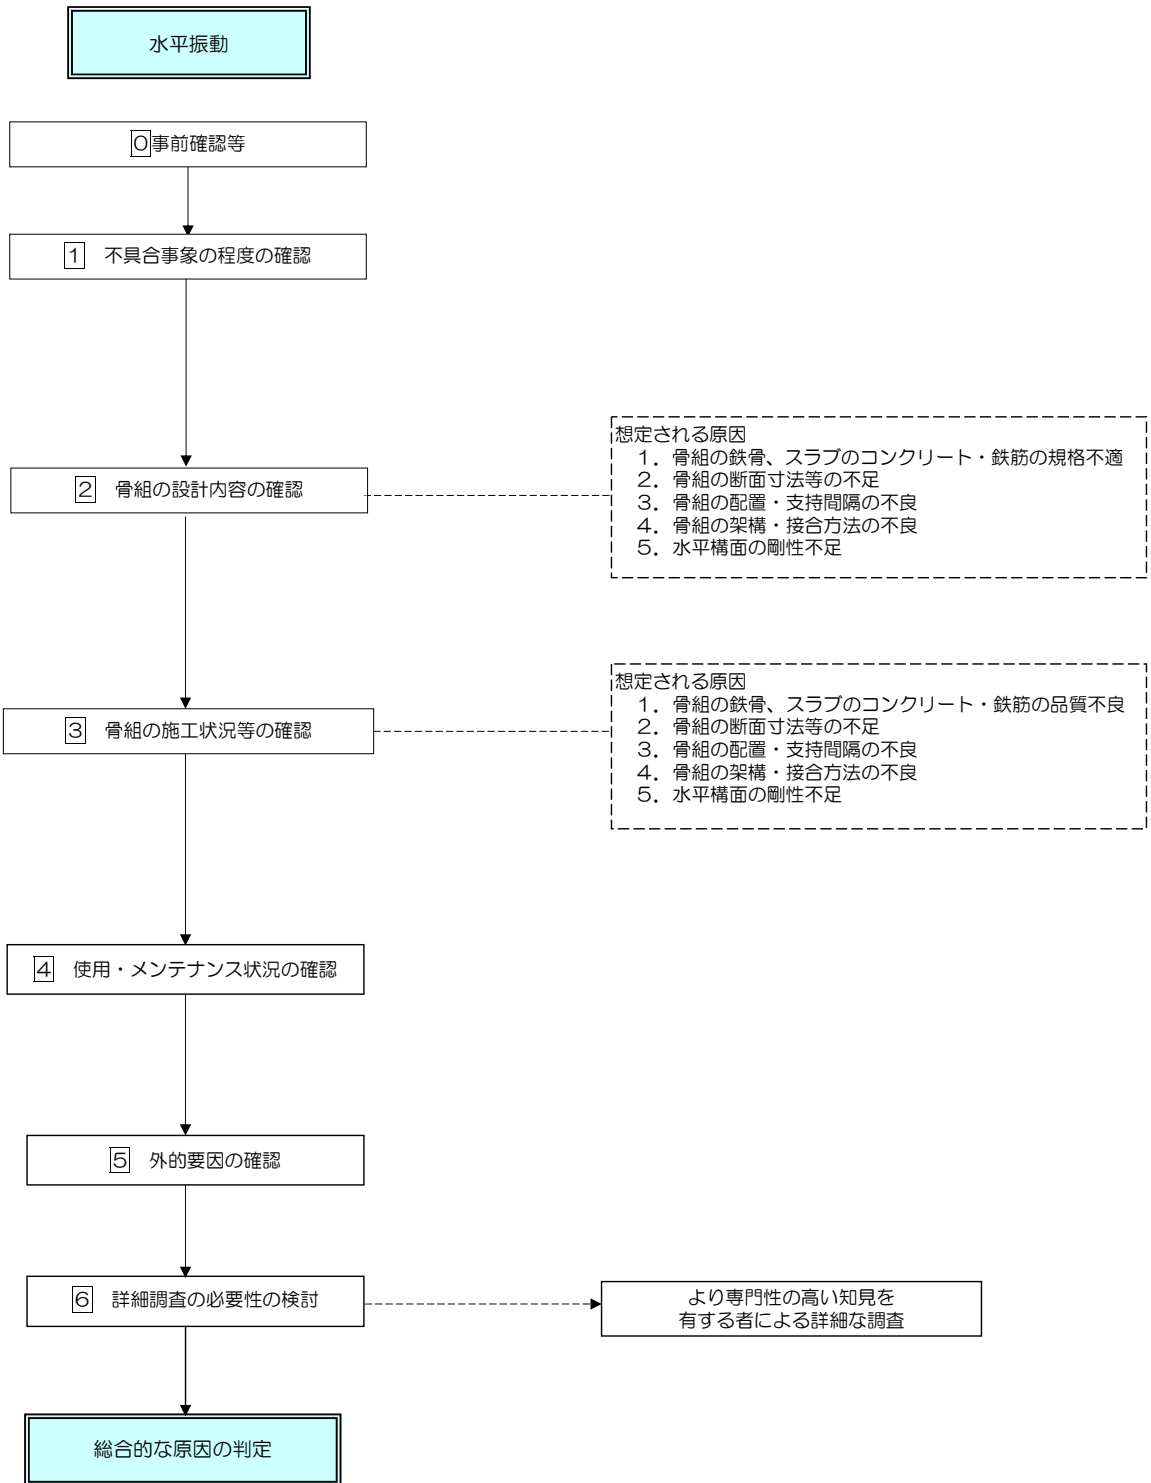 水平振動
0事前確認等
1 不具合事象の程度の確認
2 骨組の設計内容の確認
想定される原因
1．骨組の鉄骨、スラブのコンクリート・鉄筋の規格不適
2．骨組の断面寸法等の不足
3．骨組の配置・支持間隔の不良
4．骨組の架構・接合方法の不良
5．水平構面の剛性不足
3 骨組の施工状況等の確認
想定される原因
1．骨組の鉄骨、スラブのコンクリート・鉄筋の品質不良
2．骨組の断面寸法等の不足
3．骨組の配置・支持間隔の不良
4．骨組の架構・接合方法の不良
5．水平構面の剛性不足
4 使用・メンテナンス状況の確認
5 外的要因の確認
6 詳細調査の必要性の検討
より専門性の高い知見を
有する者による詳細な調査
総合的な原因の判定